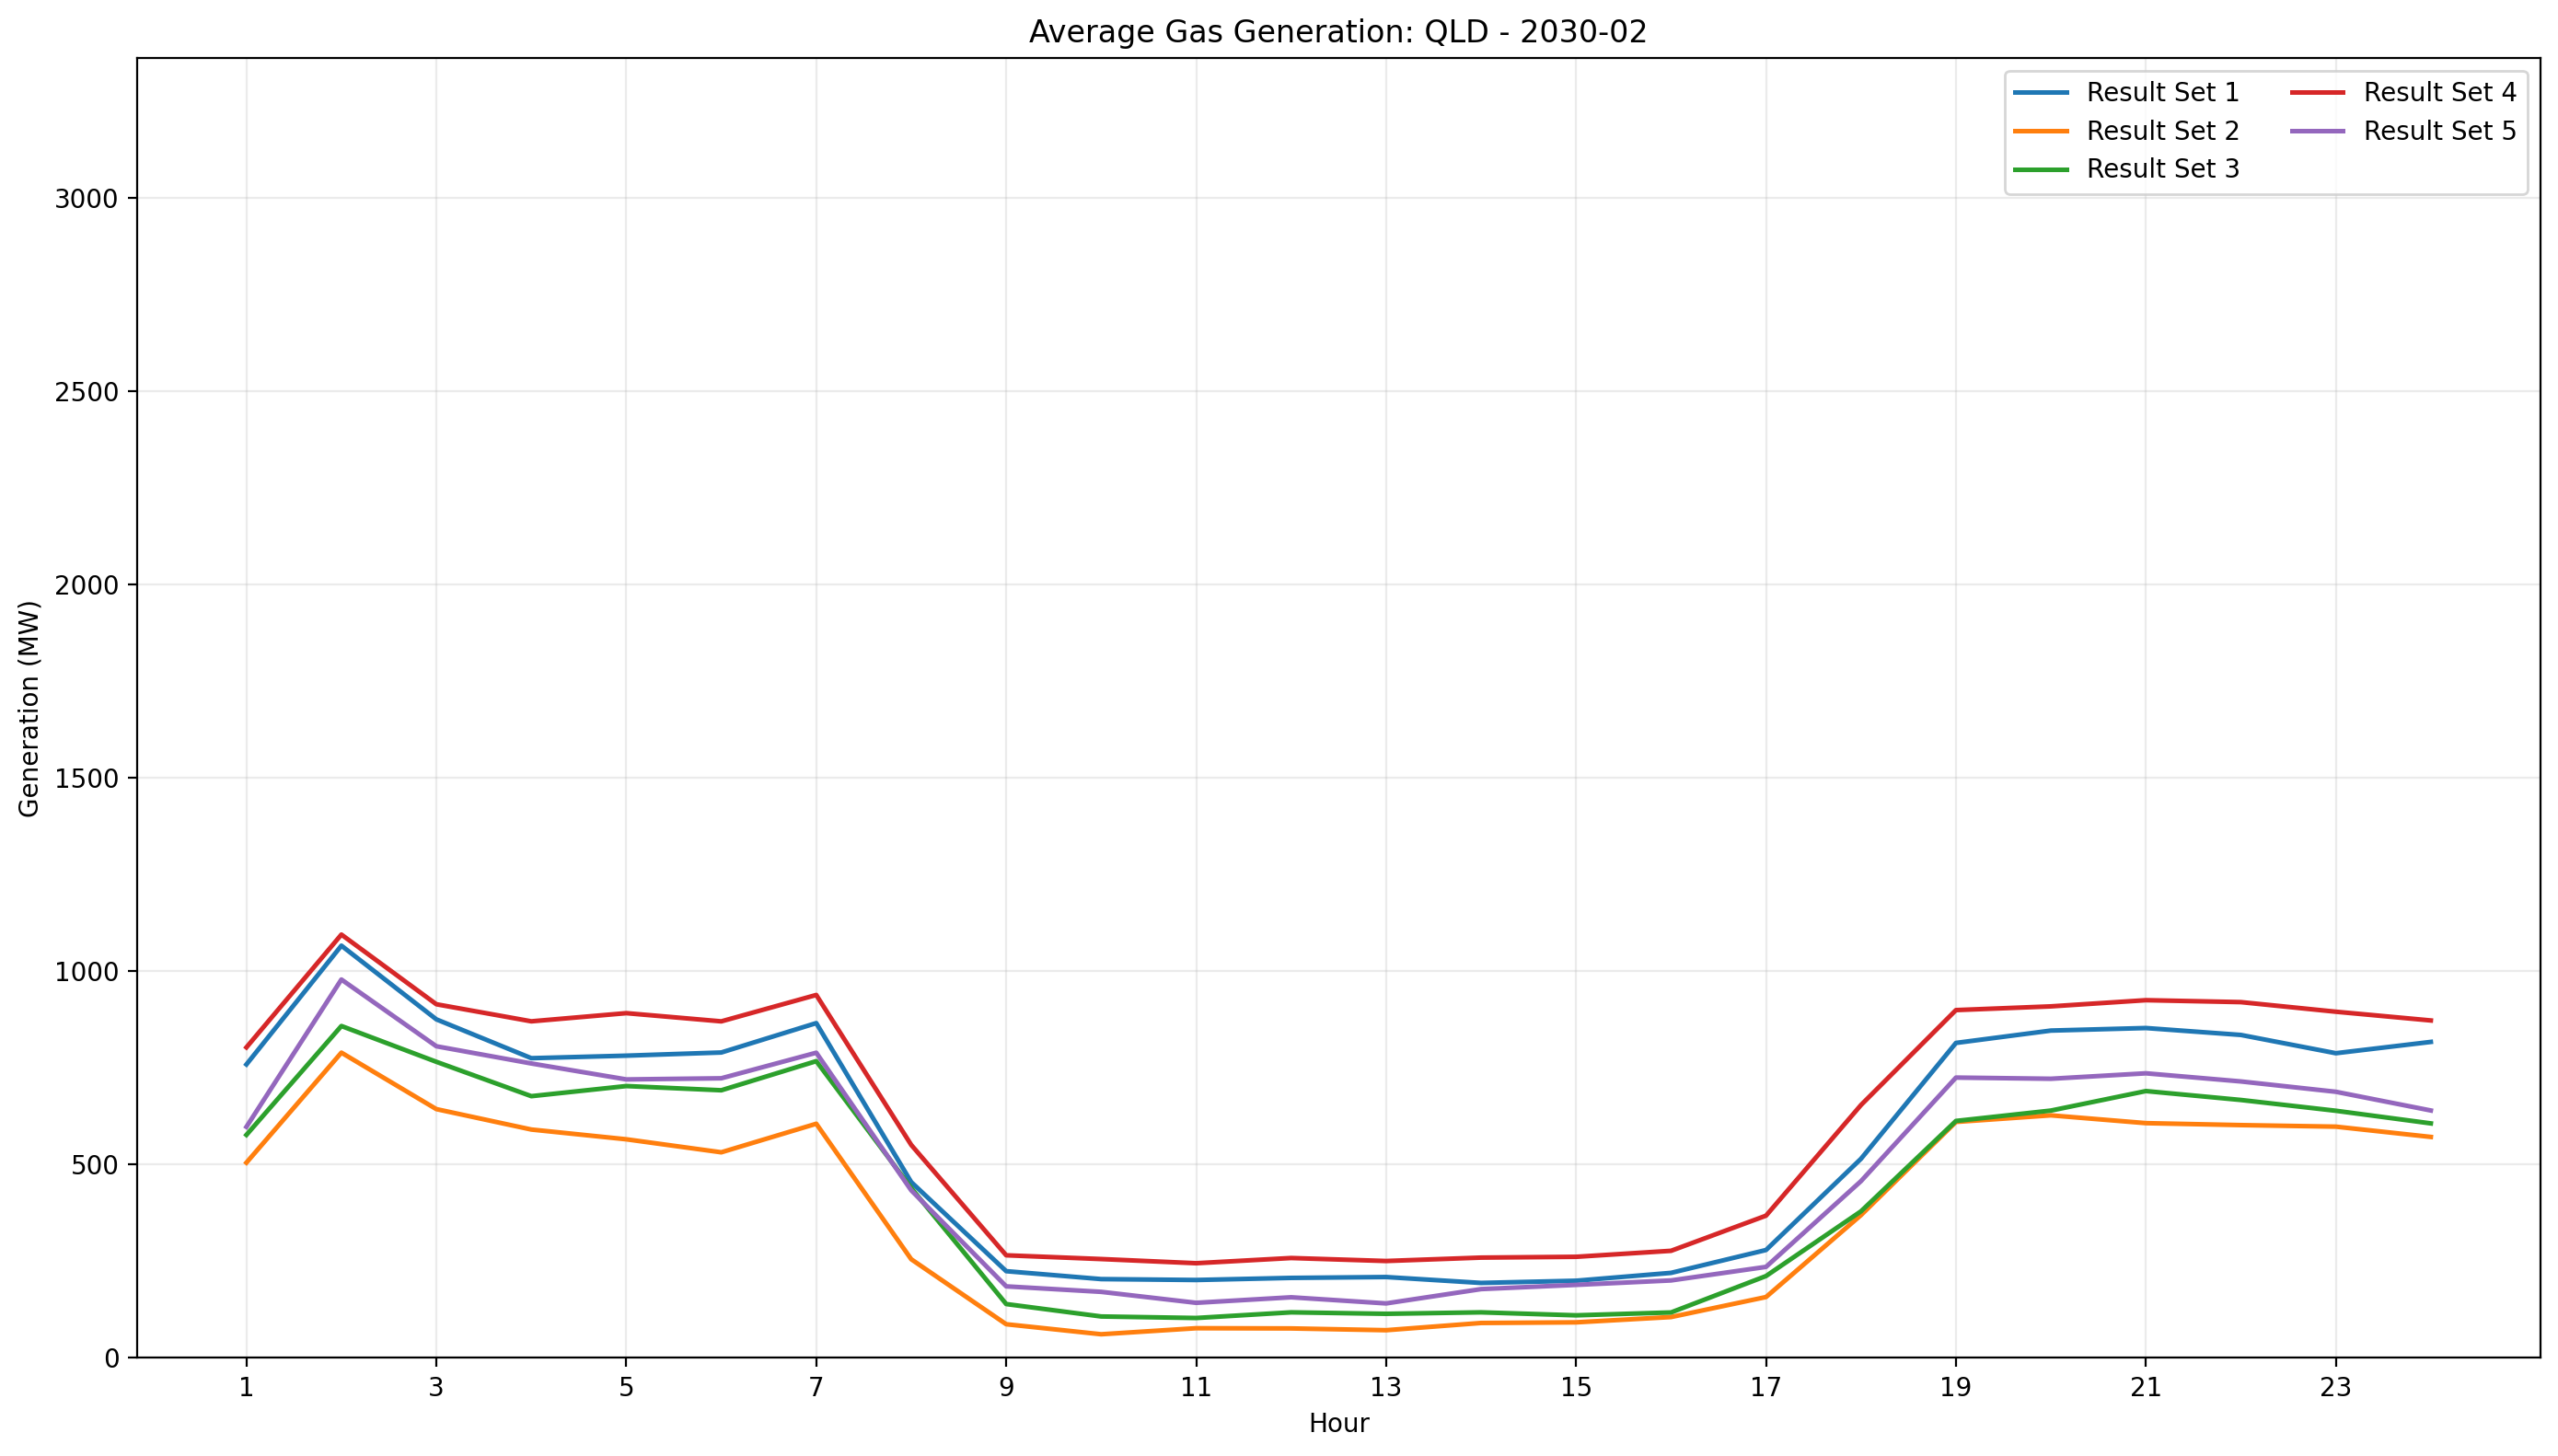 Average Gas Generation: QLD - 2030-02
Result Set 1
Result Set 2
Result Set 3
Result Set 4
Result Set 5
Generation (MW)
3000
2500
2000
1500
1000
500
0
1 3 5 7 9 11 13 15 17 19 21 23
Hour